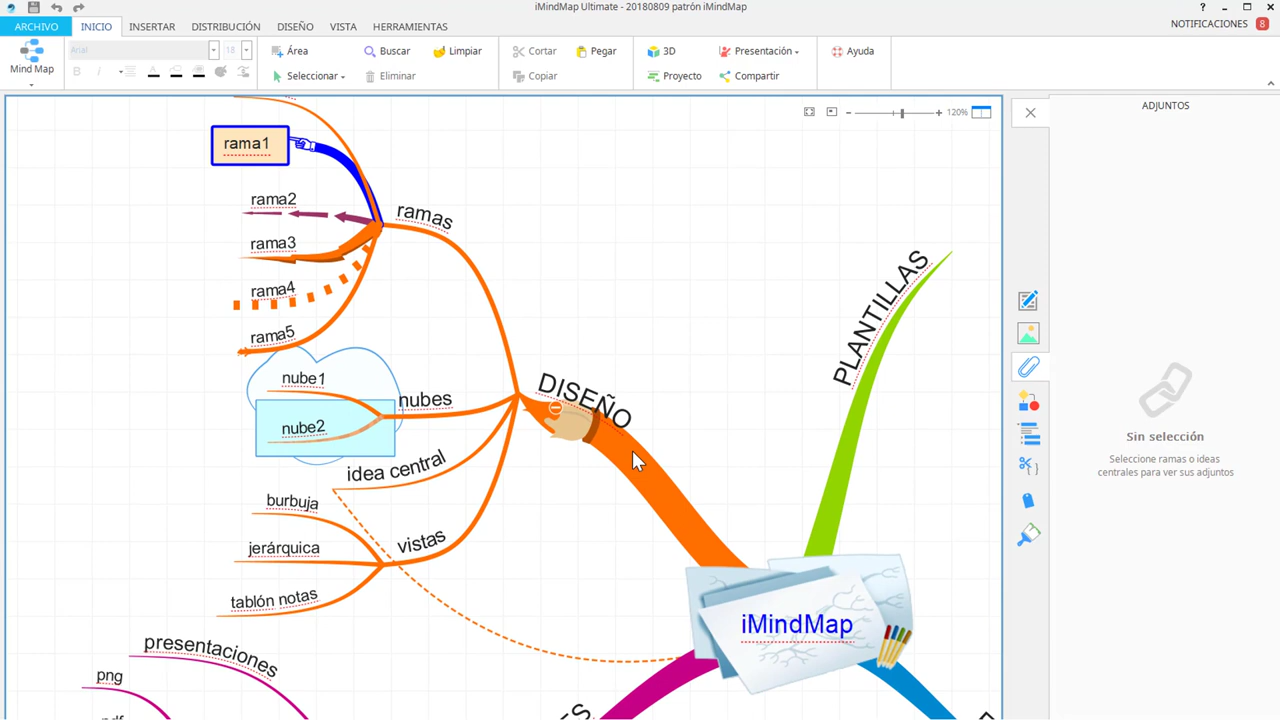 iMindMap Ultimate - 20180809 patrón iMindMap
ARCHIVO INICIO INSERTAR DISTRIBUCIÓN DISEÑO VISTA HERRAMIENTAS
NOTIFICACIONES 8
Mind Map
Arial 18
B I A
Área
Seleccionar
Buscar
Eliminar
Limpiar
Cortar
Copiar
Pegar
3D
Proyecto
Presentación
Compartir
Ayuda
120%
ADJUNTOS
rama1
rama2
rama3
rama4
rama5
ramas
nube1
nube2
nubes
idea central
burbuja
jerárquica
tablón notas
vistas
DISEÑO
PLANTILLAS
iMindMap
presentaciones
png
Sin selección
Seleccione ramas o ideas
centrales para ver sus adjuntos